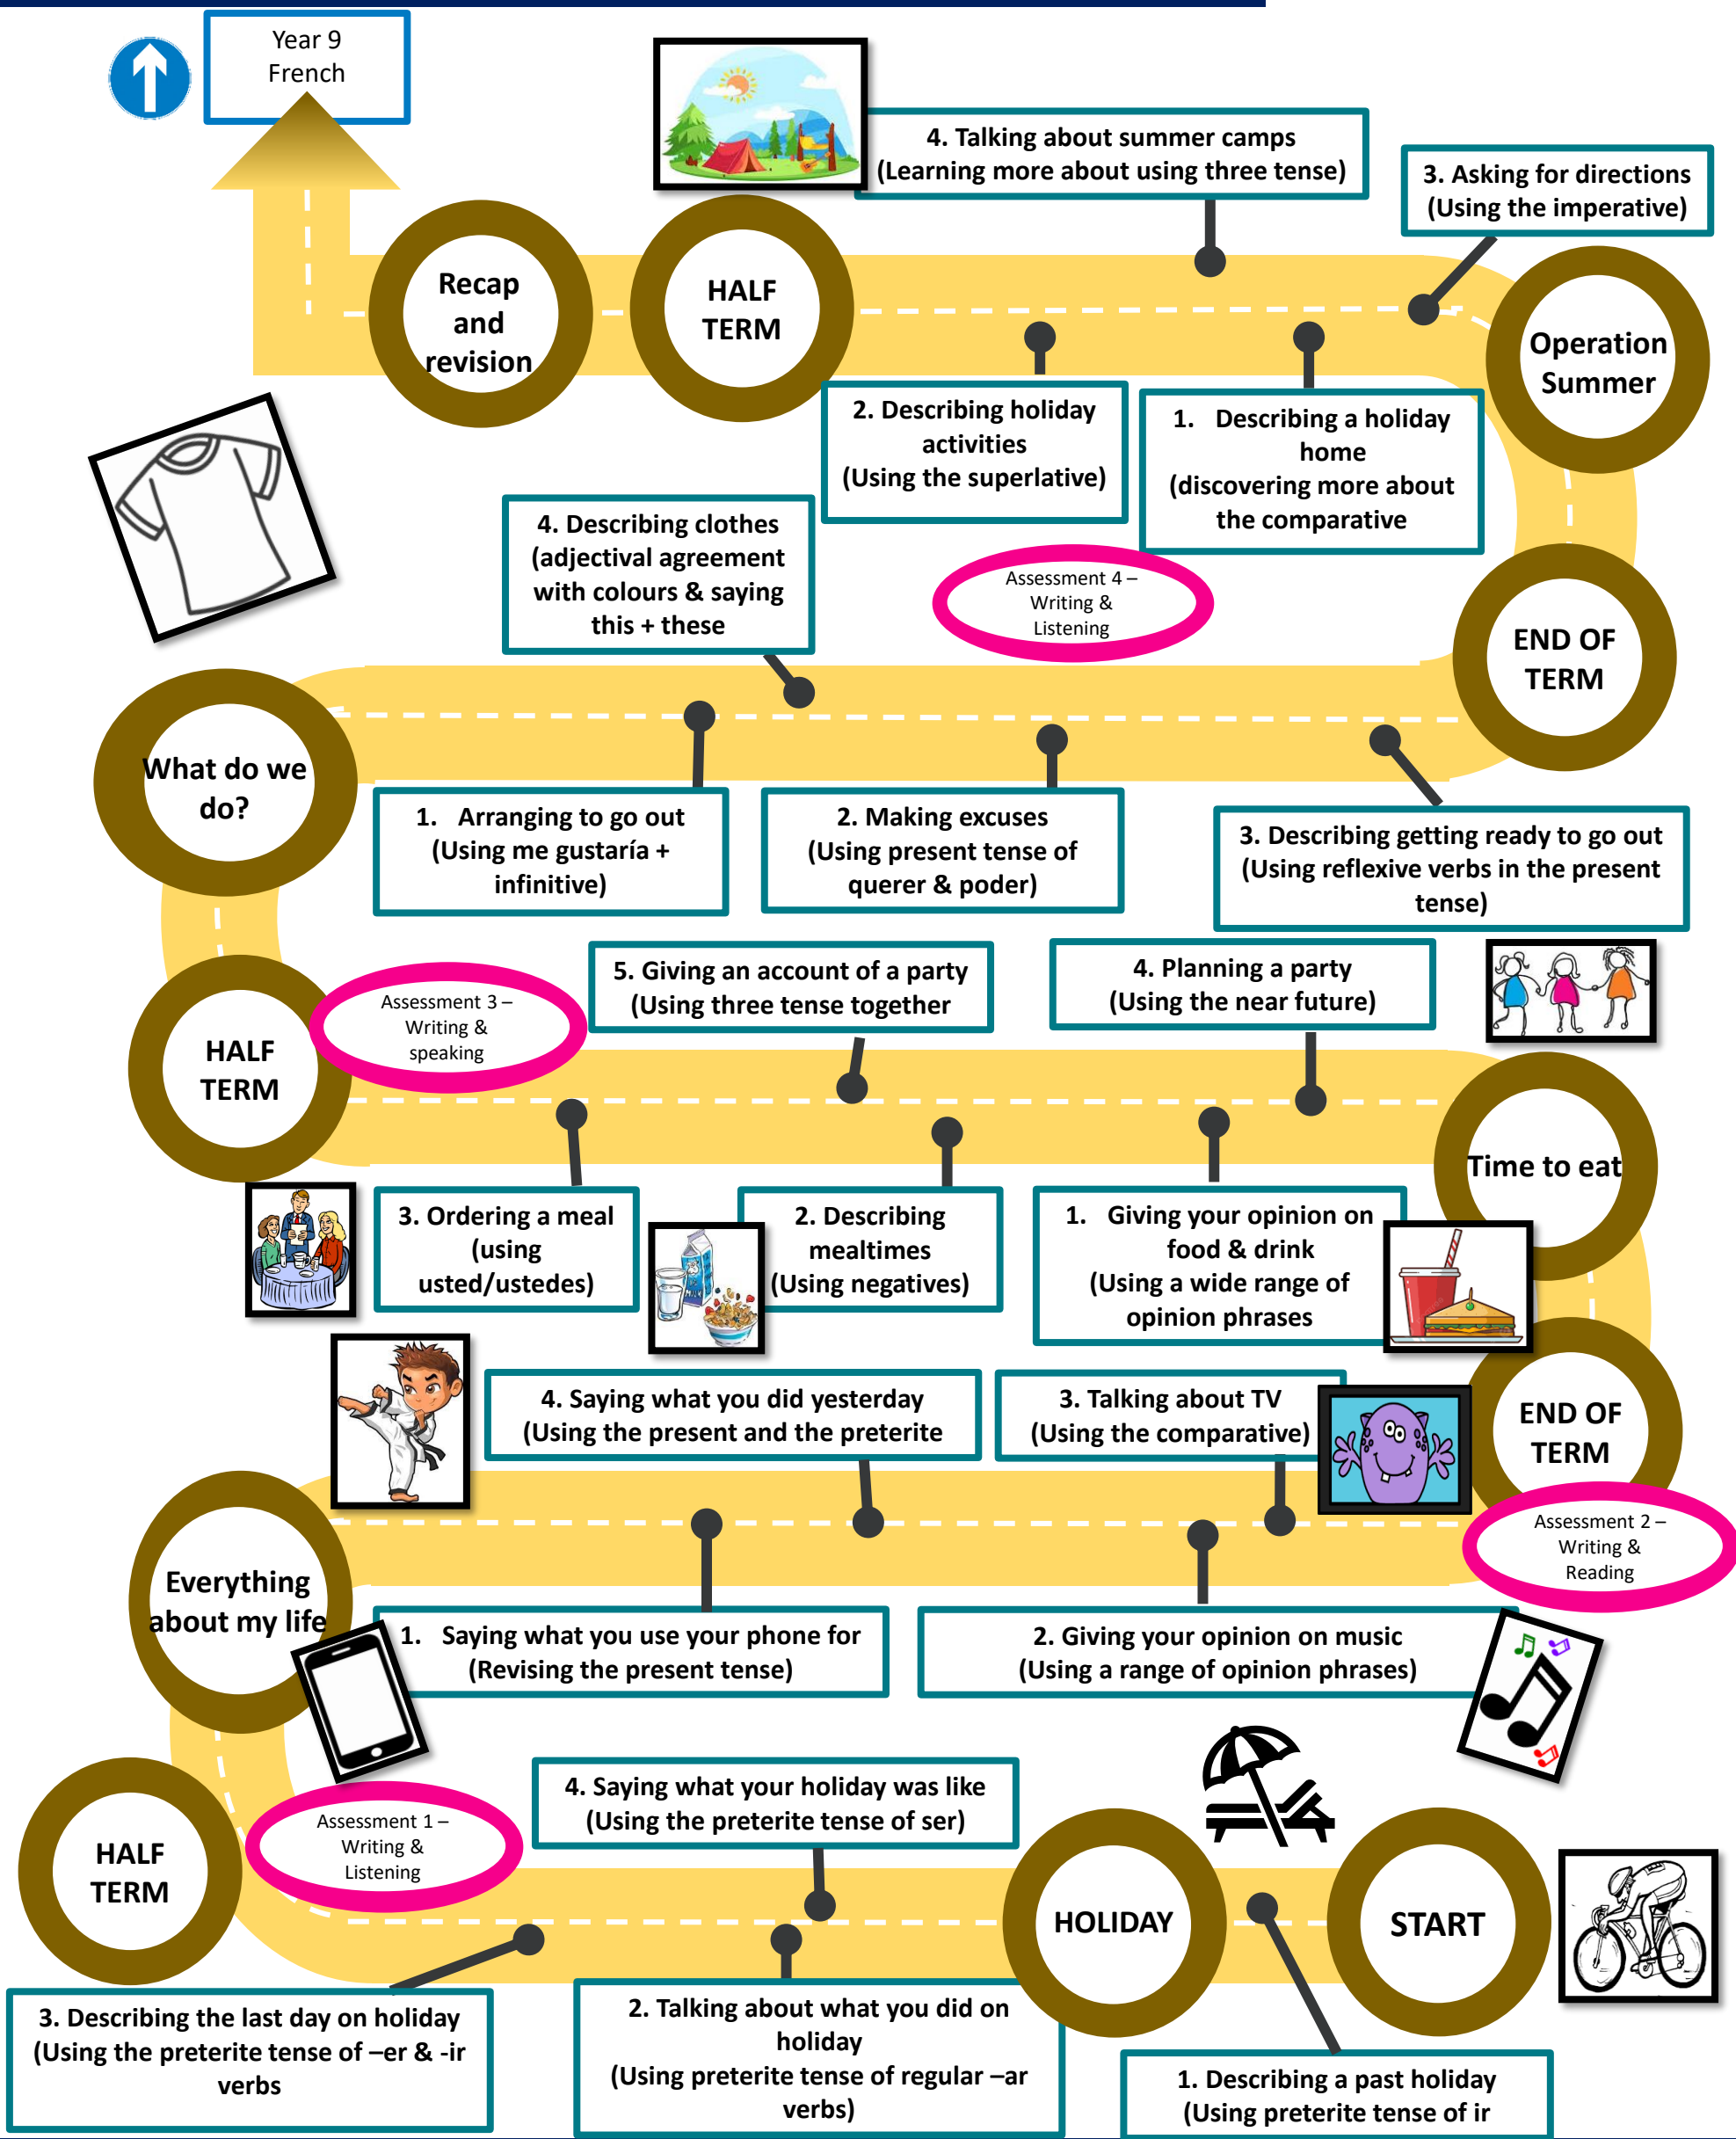 Year 9
French
4. Talking about summer camps
(Learning more about using three tense)
3. Asking for directions
(Using the imperative)
Recap
and
revision
HALF
TERM
Operation
Summer
2. Describing holiday
activities
(Using the superlative)
1. Describing a holiday
home
(discovering more about
the comparative
4. Describing clothes
(adjectival agreement
with colours & saying
this + these
Assessment 4 –
Writing &
Listening
END OF
TERM
What do we
do?
1. Arranging to go out
(Using me gustaría +
infinitive)
2. Making excuses
(Using present tense of
querer & poder)
3. Describing getting ready to go out
(Using reflexive verbs in the present
tense)
5. Giving an account of a party
(Using three tense together
4. Planning a party
(Using the near future)
Assessment 3 –
Writing &
speaking
HALF
TERM
Time to eat
3. Ordering a meal
(using
usted/ustedes)
2. Describing
mealtimes
(Using negatives)
1. Giving your opinion on
food & drink
(Using a wide range of
opinion phrases
4. Saying what you did yesterday
(Using the present and the preterite
3. Talking about TV
(Using the comparative)
END OF
TERM
Assessment 2 –
Writing &
Reading
Everything
about my life
1. Saying what you use your phone for
(Revising the present tense)
2. Giving your opinion on music
(Using a range of opinion phrases)
4. Saying what your holiday was like
(Using the preterite tense of ser)
Assessment 1 –
Writing &
Listening
HALF
TERM
HOLIDAY
START
3. Describing the last day on holiday
(Using the preterite tense of –er & -ir
verbs
2. Talking about what you did on
holiday
(Using preterite tense of regular –ar
verbs)
1. Describing a past holiday
(Using preterite tense of ir